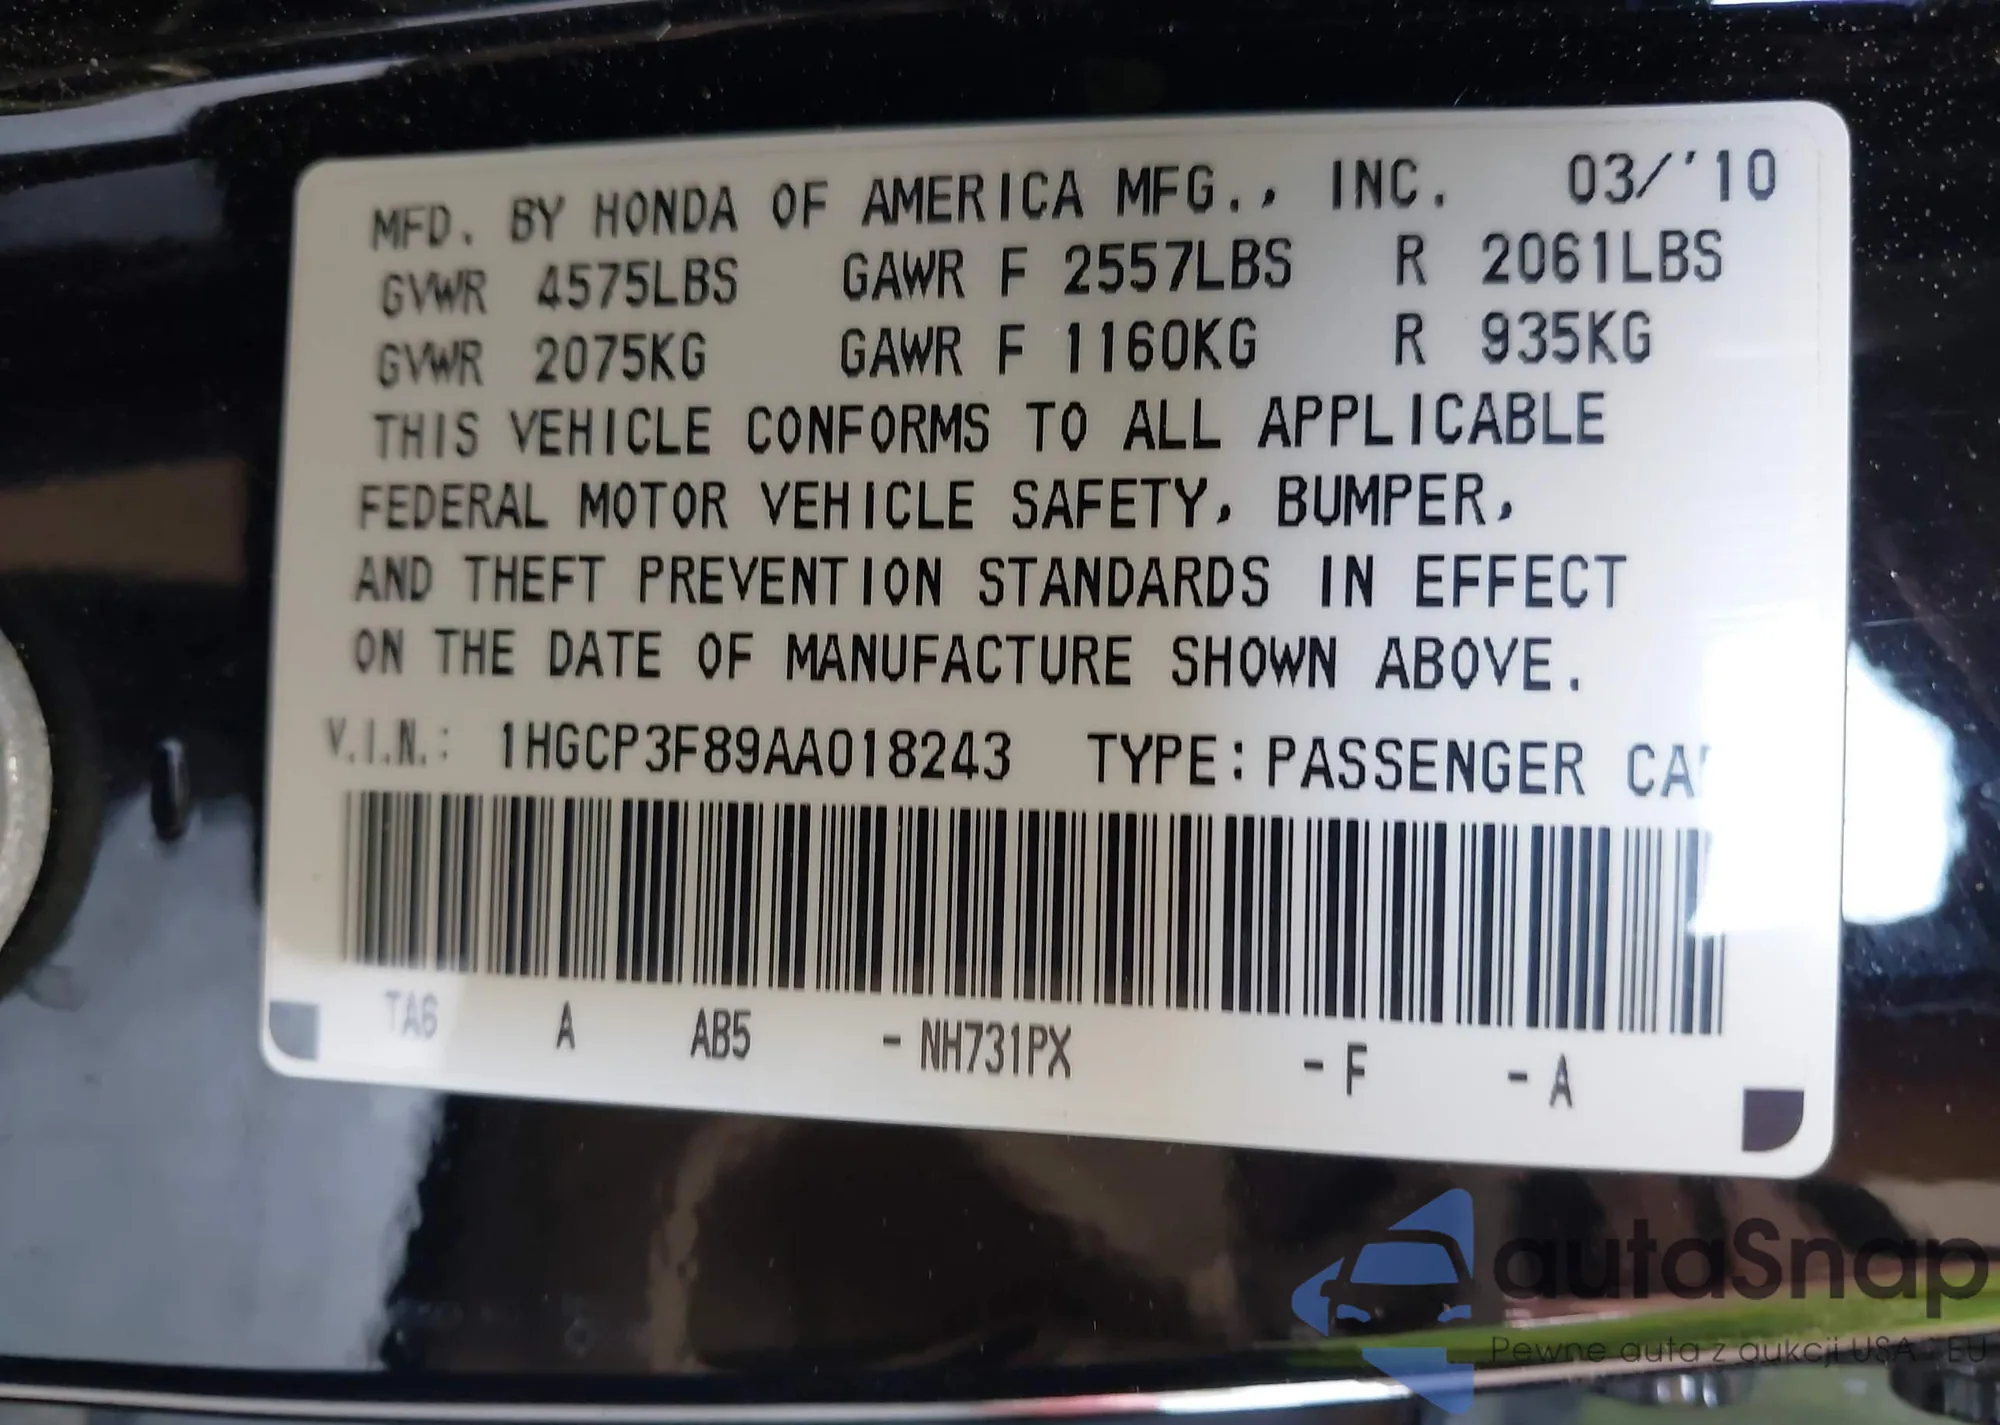 MFD. BY HONDA OF AMERICA MFG., INC. 03/'10
GVWR 4575LBS GAWR F 2557LBS R 2061LBS
GVWR 2075KG GAWR F 1160KG R 935KG
THIS VEHICLE CONFORMS TO ALL APPLICABLE
FEDERAL MOTOR VEHICLE SAFETY, BUMPER,
AND THEFT PREVENTION STANDARDS IN EFFECT
ON THE DATE OF MANUFACTURE SHOWN ABOVE.
V.I.N.: 1HGCP3F89AA018243 TYPE: PASSENGER CA
TA6 A AB5 - NH731PX - F - A
autaSnap
Pewne auta z aukcji USA i EU